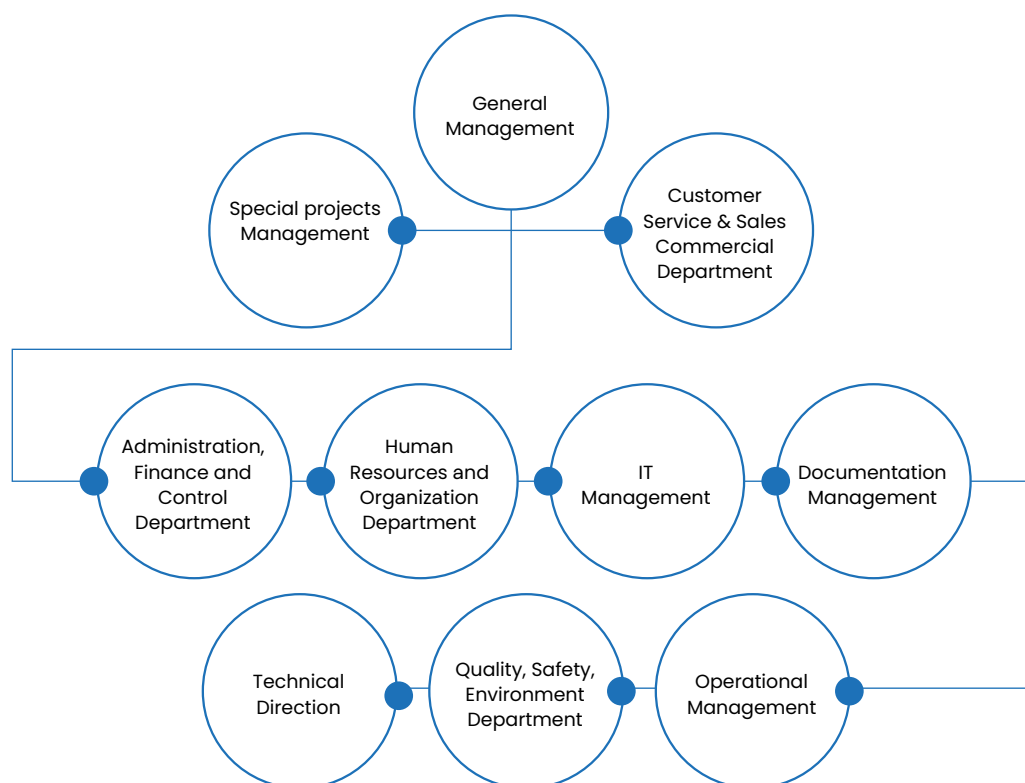 General
Management
Special projects
Management
Customer
Service & Sales
Commercial
Department
Administration,
Finance and
Control
Department
Human
Resources and
Organization
Department
IT
Management
Documentation
Management
Technical
Direction
Quality, Safety,
Environment
Department
Operational
Management